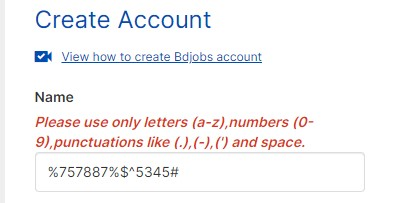 Create Account
View how to create Bdjobs account
Name
Please use only letters (a-z),numbers (0-
9),punctuations like (.),(-),(') and space.
%757887%$^5345#